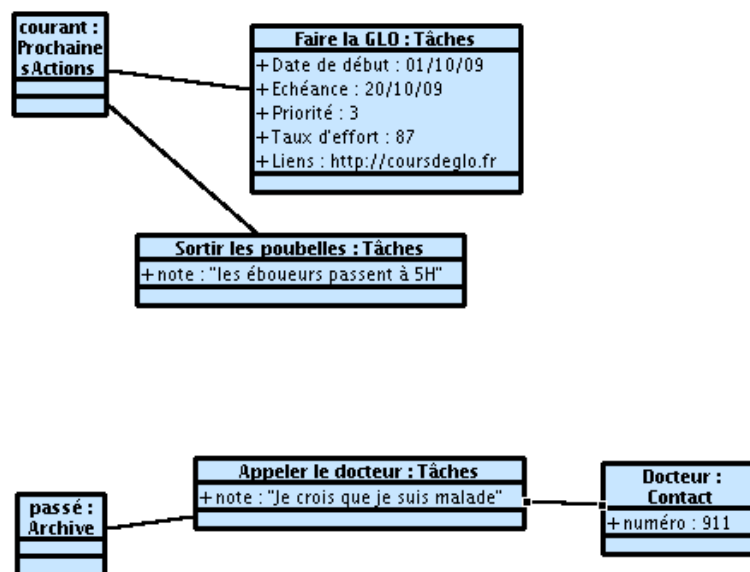 courant :
Prochaine
sActions
Faire la GLO : Tâches
+ Date de début : 01/10/09
+ Echéance : 20/10/09
+ Priorité : 3
+ Taux d'effort : 87
+ Liens : http://coursdeglo.fr
Sortir les poubelles : Tâches
+ note : "les éboueurs passent à 5H"
Appeler le docteur : Tâches
+ note : "Je crois que je suis malade"
Docteur :
Contact
+ numéro : 911
passé :
Archive